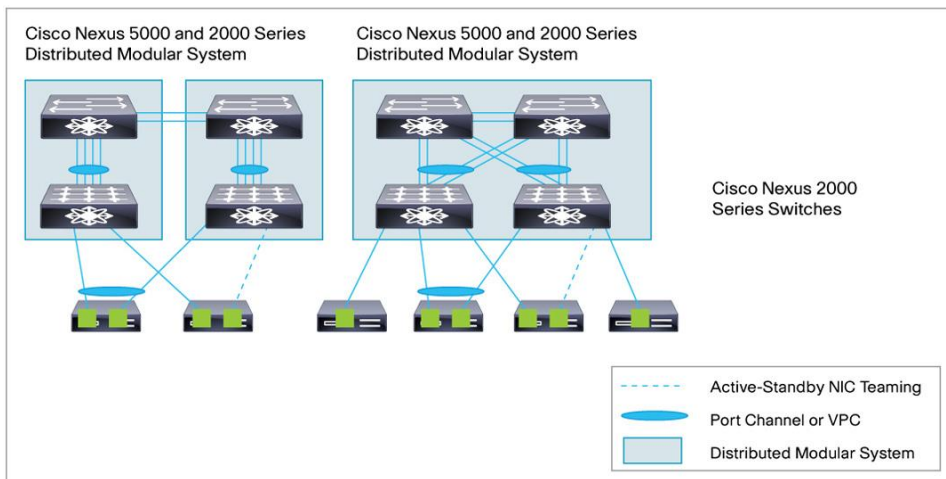 Cisco Nexus 5000 and 2000 Series
Distributed Modular System
Cisco Nexus 5000 and 2000 Series
Distributed Modular System
Cisco Nexus 2000
Series Switches
Active-Standby NIC Teaming
Port Channel or VPC
Distributed Modular System